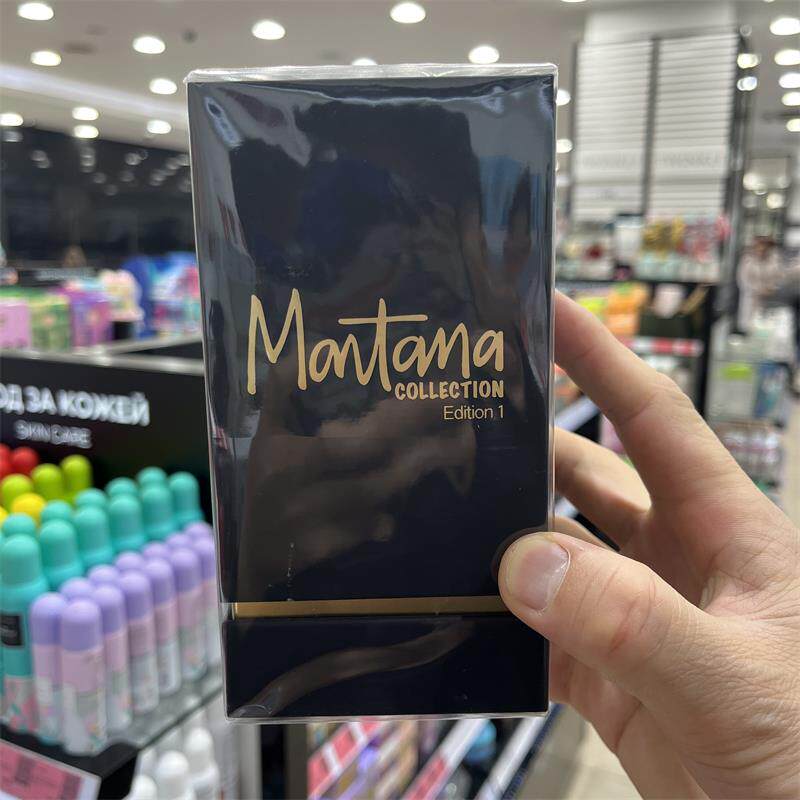 Montana
COLLECTION
Edition 1
ОД ЗА КОЖЕЙ
SKIN CARE